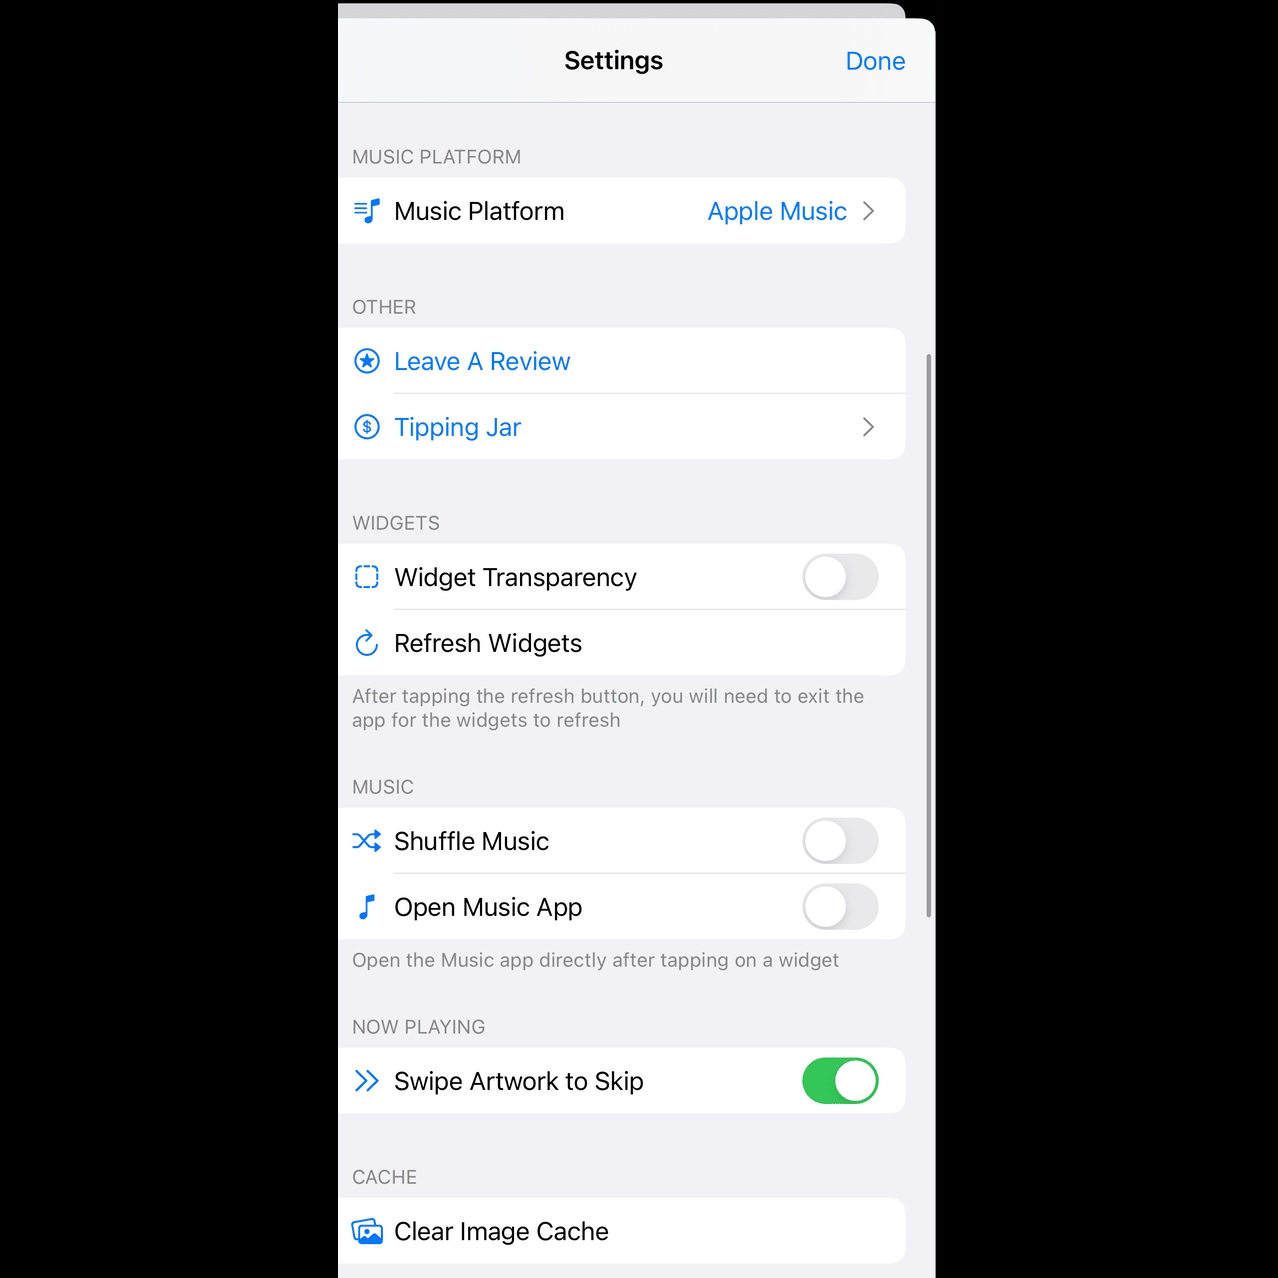 Settings
Done
MUSIC PLATFORM
Music Platform
Apple Music
OTHER
Leave A Review
$
Tipping Jar
WIDGETS
Widget Transparency
Refresh Widgets
After tapping the refresh button, you will need to exit the
app for the widgets to refresh
MUSIC
Shuffle Music
Open Music App
Open the Music app directly after tapping on a widget
NOW PLAYING
Swipe Artwork to Skip
CACHE
Clear Image Cache